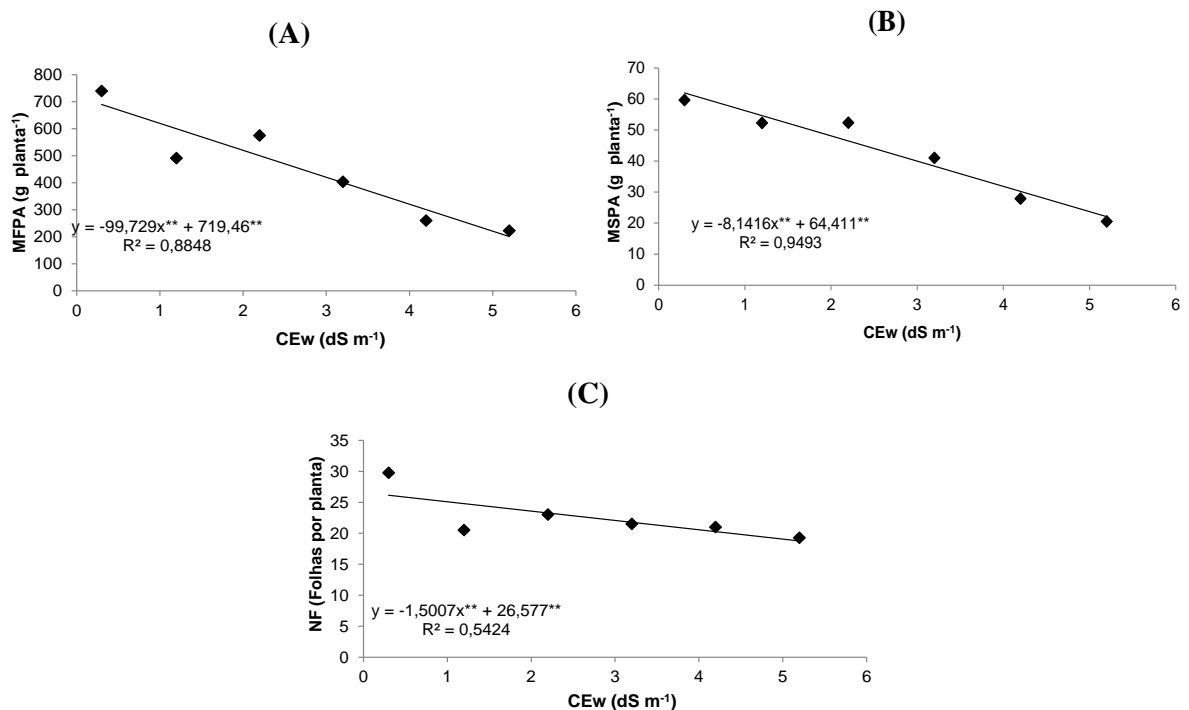 (A)
800
700
600
500
400
300
200
100
0
MFPA (g planta⁻¹)
y = -99,729x** + 719,46**
R² = 0,8848
0 1 2 3 4 5 6
CEw (dS m⁻¹)
(B)
70
60
50
40
30
20
10
0
MSPA (g planta⁻¹)
y = -8,1416x** + 64,411**
R² = 0,9493
0 1 2 3 4 5 6
CEw (dS m⁻¹)
(C)
35
30
25
20
15
10
5
0
NF (Folhas por planta)
y = -1,5007x** + 26,577**
R² = 0,5424
0 1 2 3 4 5 6
CEw (dS m⁻¹)